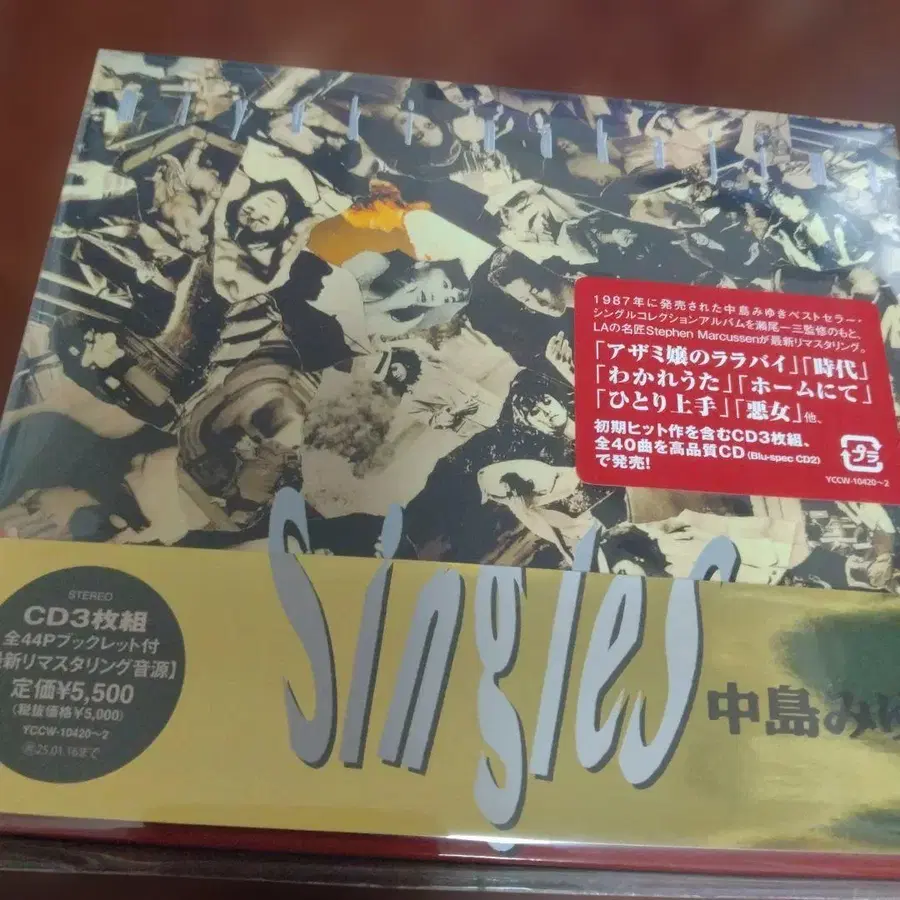 miyuki nakajima
1987年に発売された中島みゆきベストセラー・
シングルコレクションアルバムを瀬尾一三監修のもと、
LAの名匠Stephen Marcussenが最新リマスタリング。
「アザミ嬢のララバイ」「時代」
「わかれうた」「ホームにて」
「ひとり上手」「悪女」他、
初期ヒット作を含むCD3枚組、
全40曲を高品質CD(Blu-spec CD2)
で発売!
プラ
YCCW-10420~2
Singles
中島みゆ
STEREO
CD3枚組
全44Pブックレット付
最新リマスタリング音源】
定価¥5,500
(税抜価格¥5,000)
YCCW-10420~2
25.01.16まで